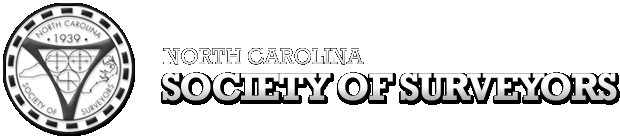 NORTH CAROLINA
· 1939 ·
SOCIETY OF SURVEYORS
NORTH CAROLINA
SOCIETY OF SURVEYORS